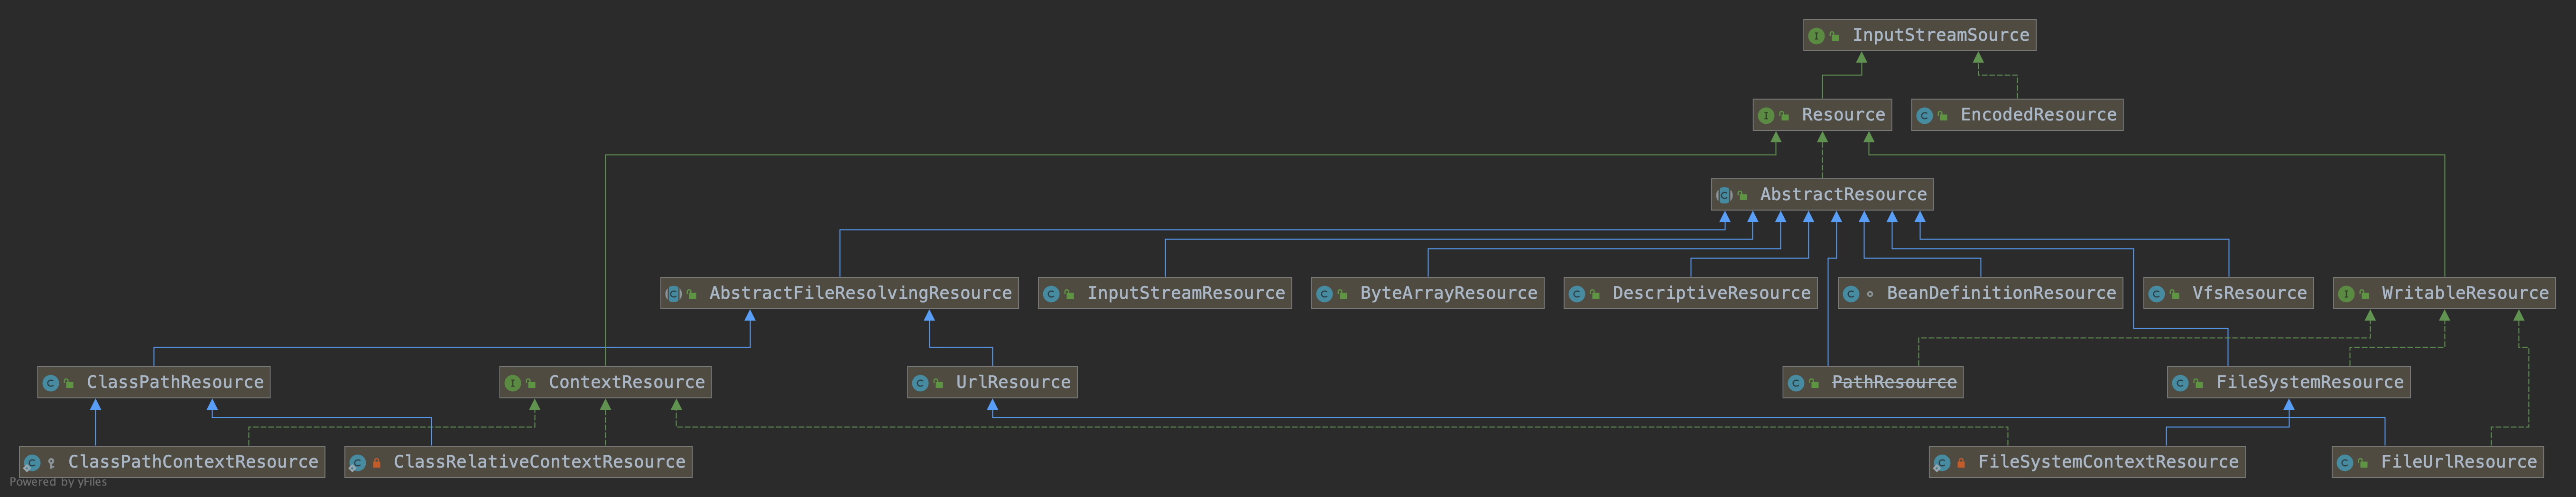 InputStreamSource
Resource
EncodedResource
AbstractResource
AbstractFileResolvingResource
InputStreamResource
ByteArrayResource
DescriptiveResource
BeanDefinitionResource
VfsResource
WritableResource
ClassPathResource
ContextResource
UrlResource
PathResource
FileSystemResource
ClassPathContextResource
ClassRelativeContextResource
FileSystemContextResource
FileUrlResource
Powered by yFiles